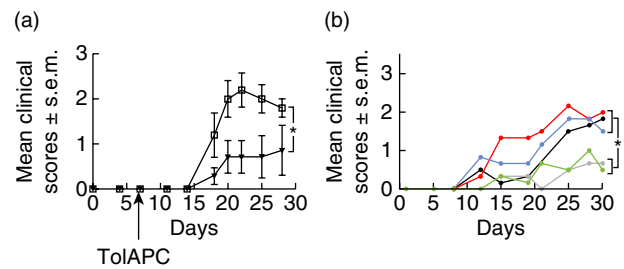 (a)
Mean clinical
scores ± s.e.m.
3
2
1
0
0 5 10 15 20 25 30
Days
TolAPC
*
(b)
Mean clinical
scores ± s.e.m.
3
2
1
0
0 5 10 15 20 25 30
Days
*